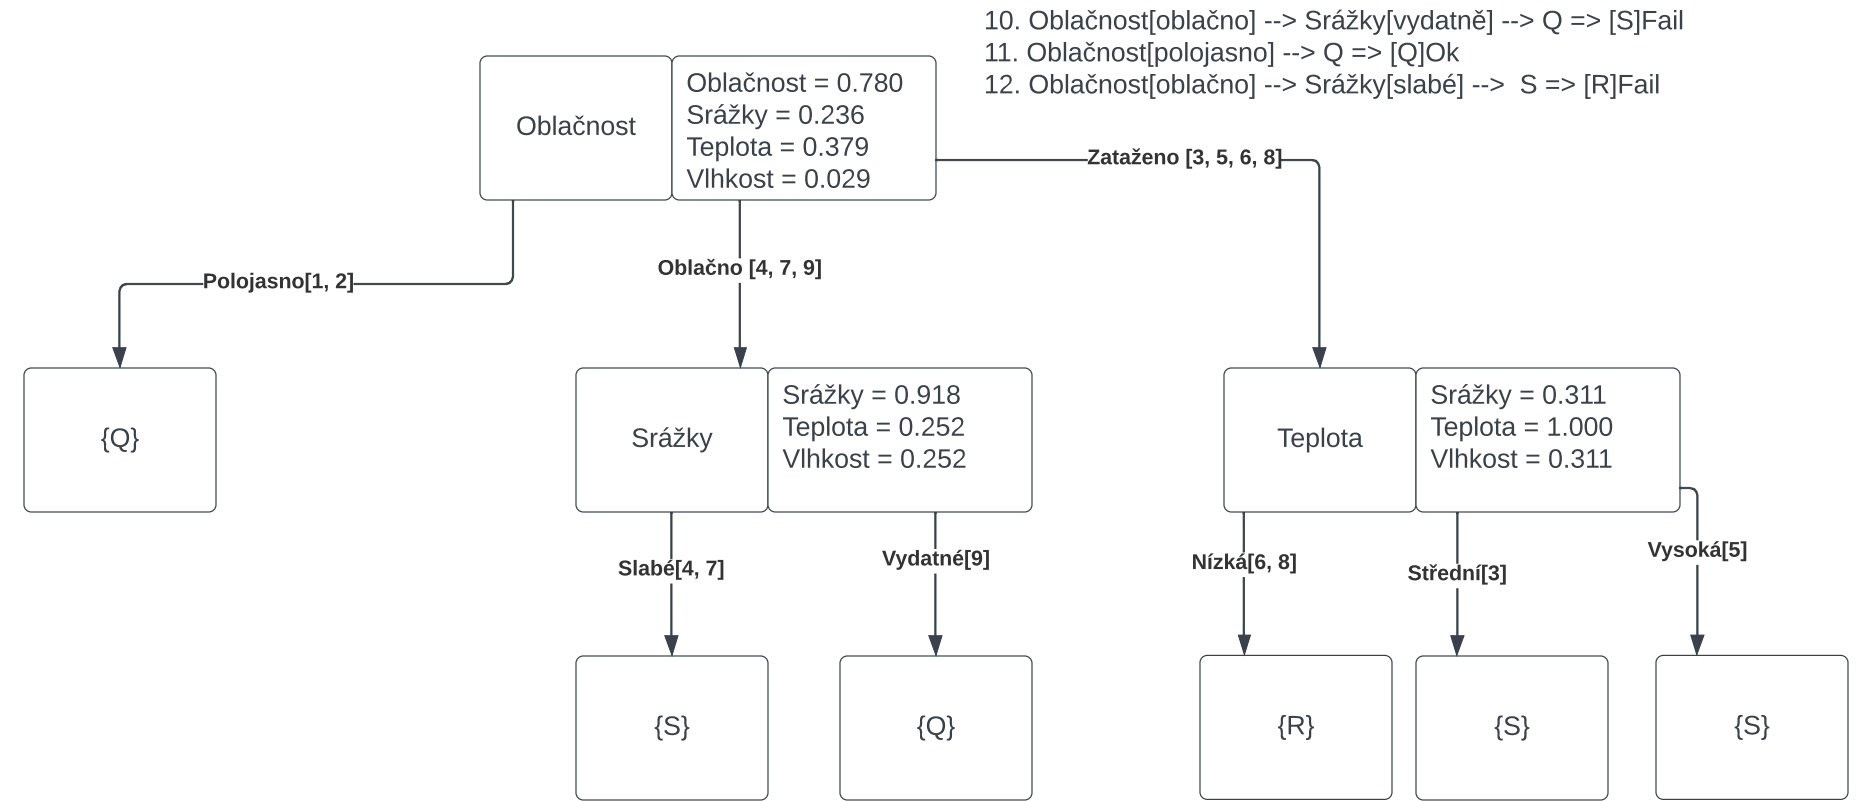 10. Oblačnost[oblačno] --> Srážky[vydatně] --> Q => [S]Fail
11. Oblačnost[polojasno] --> Q => [Q]Ok
12. Oblačnost[oblačno] --> Srážky[slabé] -->  S => [R]Fail
Oblačnost
Oblačnost = 0.780
Srážky = 0.236
Teplota = 0.379
Vlhkost = 0.029
Zataženo [3, 5, 6, 8]
Polojasno[1, 2]
Oblačno [4, 7, 9]
{Q}
Srážky
Srážky = 0.918
Teplota = 0.252
Vlhkost = 0.252
Teplota
Srážky = 0.311
Teplota = 1.000
Vlhkost = 0.311
Slabé[4, 7]
Vydatné[9]
Nízká[6, 8]
Střední[3]
Vysoká[5]
{S}
{Q}
{R}
{S}
{S}